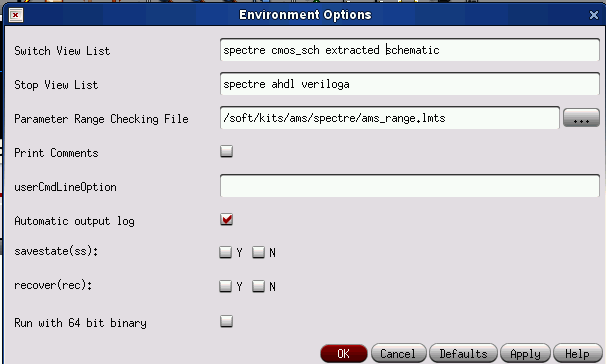 Environment Options
Switch View List spectre cmos_sch extracted schematic
Stop View List spectre ahdl veriloga
Parameter Range Checking File /soft/kits/ams/spectre/ams_range.lmts ...
Print Comments
userCmdLineOption
Automatic output log
savestate(ss): Y N
recover(rec): Y N
Run with 64 bit binary
OK Cancel Defaults Apply Help